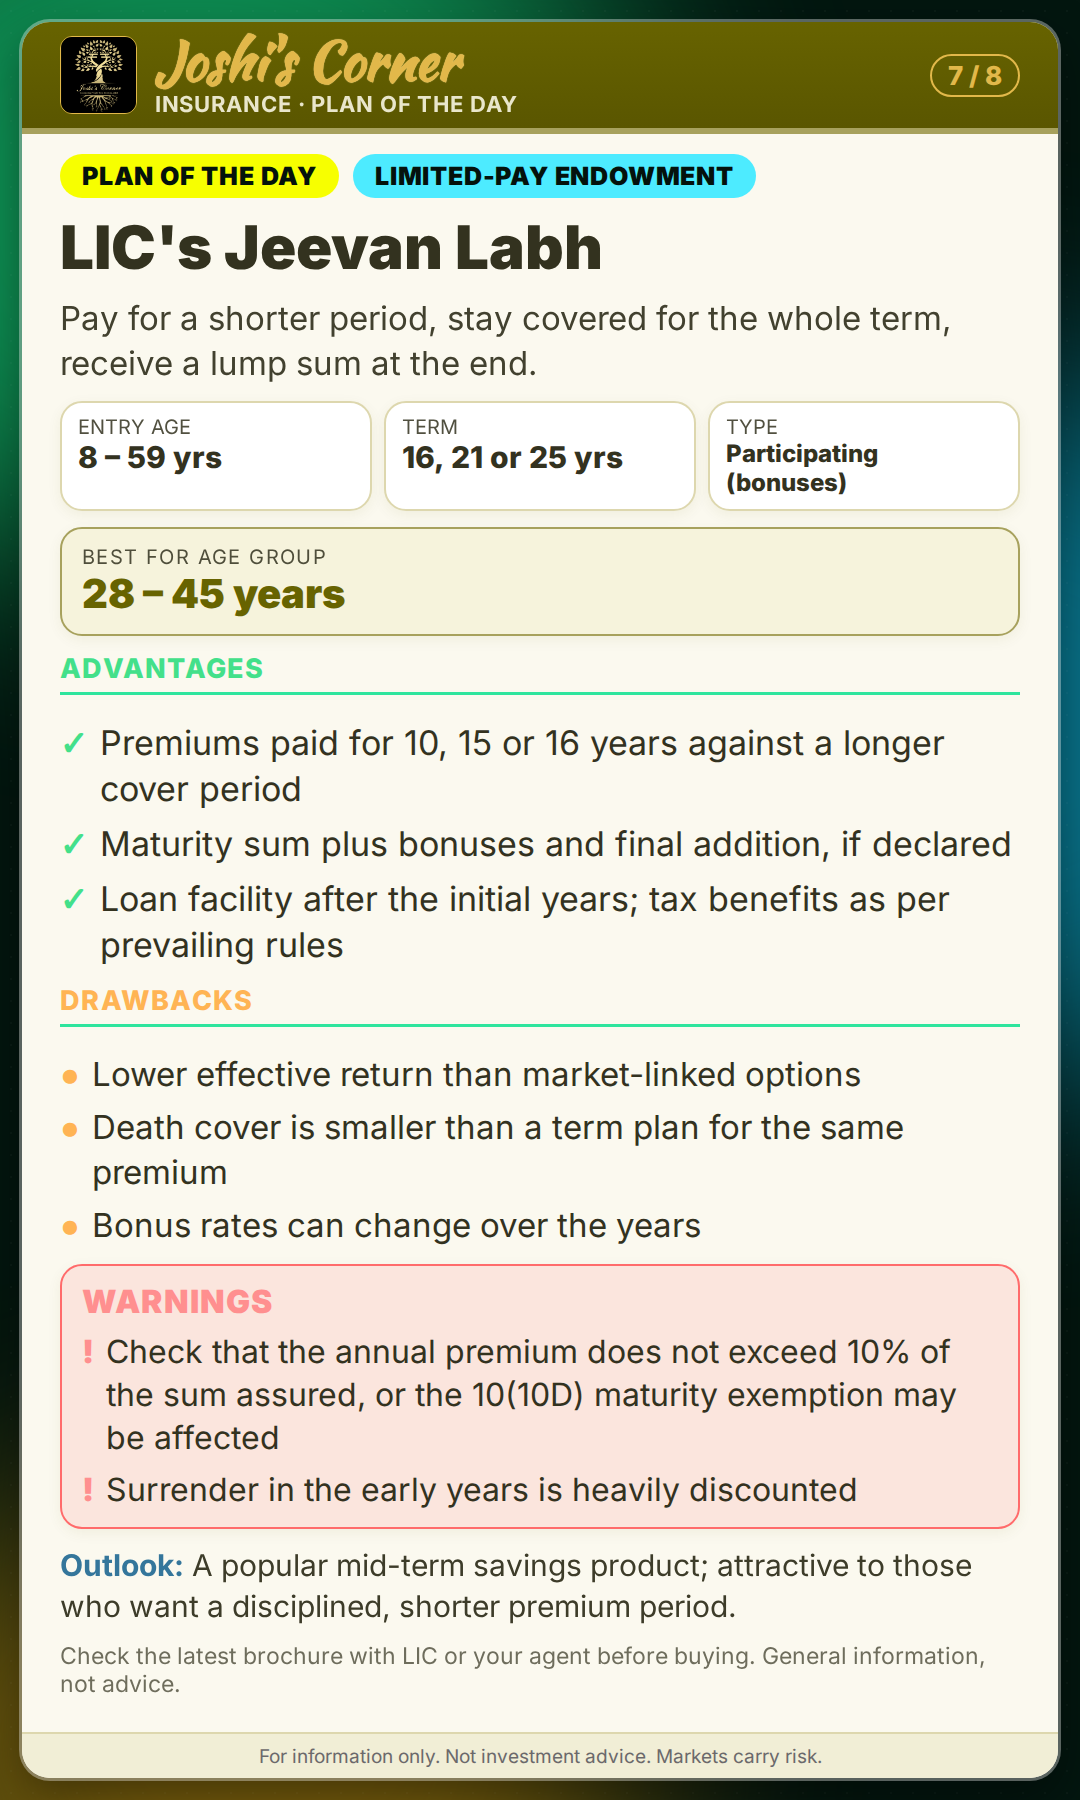 Joshi's Corner
Joshi's Corner
INSURANCE · PLAN OF THE DAY
7 / 8
PLAN OF THE DAY
LIMITED-PAY ENDOWMENT
LIC's Jeevan Labh
Pay for a shorter period, stay covered for the whole term,
receive a lump sum at the end.
ENTRY AGE
8 – 59 yrs
TERM
16, 21 or 25 yrs
TYPE
Participating
(bonuses)
BEST FOR AGE GROUP
28 – 45 years
ADVANTAGES
✓ Premiums paid for 10, 15 or 16 years against a longer
cover period
✓ Maturity sum plus bonuses and final addition, if declared
✓ Loan facility after the initial years; tax benefits as per
prevailing rules
DRAWBACKS
● Lower effective return than market-linked options
● Death cover is smaller than a term plan for the same
premium
● Bonus rates can change over the years
WARNINGS
! Check that the annual premium does not exceed 10% of
the sum assured, or the 10(10D) maturity exemption may
be affected
! Surrender in the early years is heavily discounted
Outlook: A popular mid-term savings product; attractive to those
who want a disciplined, shorter premium period.
Check the latest brochure with LIC or your agent before buying. General information,
not advice.
For information only. Not investment advice. Markets carry risk.